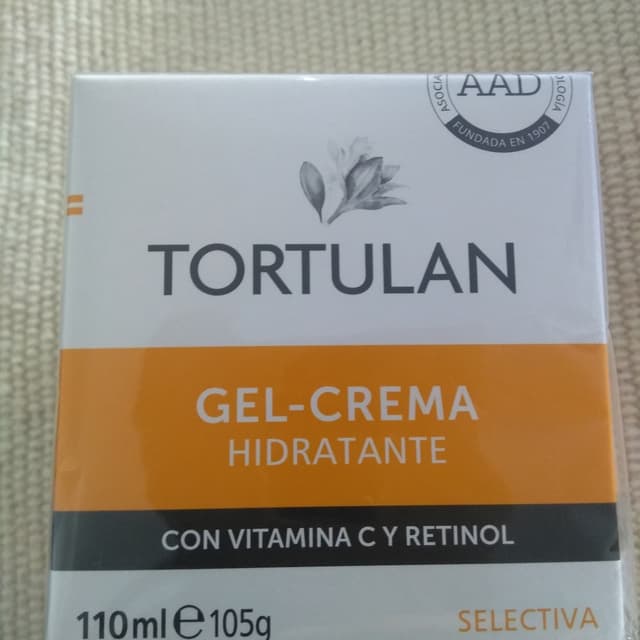 AAD
FUNDADA EN 1907
TORTULAN
GEL-CREMA
HIDRATANTE
CON VITAMINA C Y RETINOL
110ml e 105g
SELECTIVA